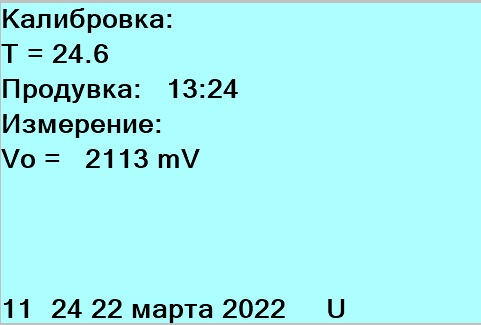 Калибровка:
T = 24.6
Продувка: 13:24
Измерение:
Vo = 2113 mV
11 24 22 марта 2022 U